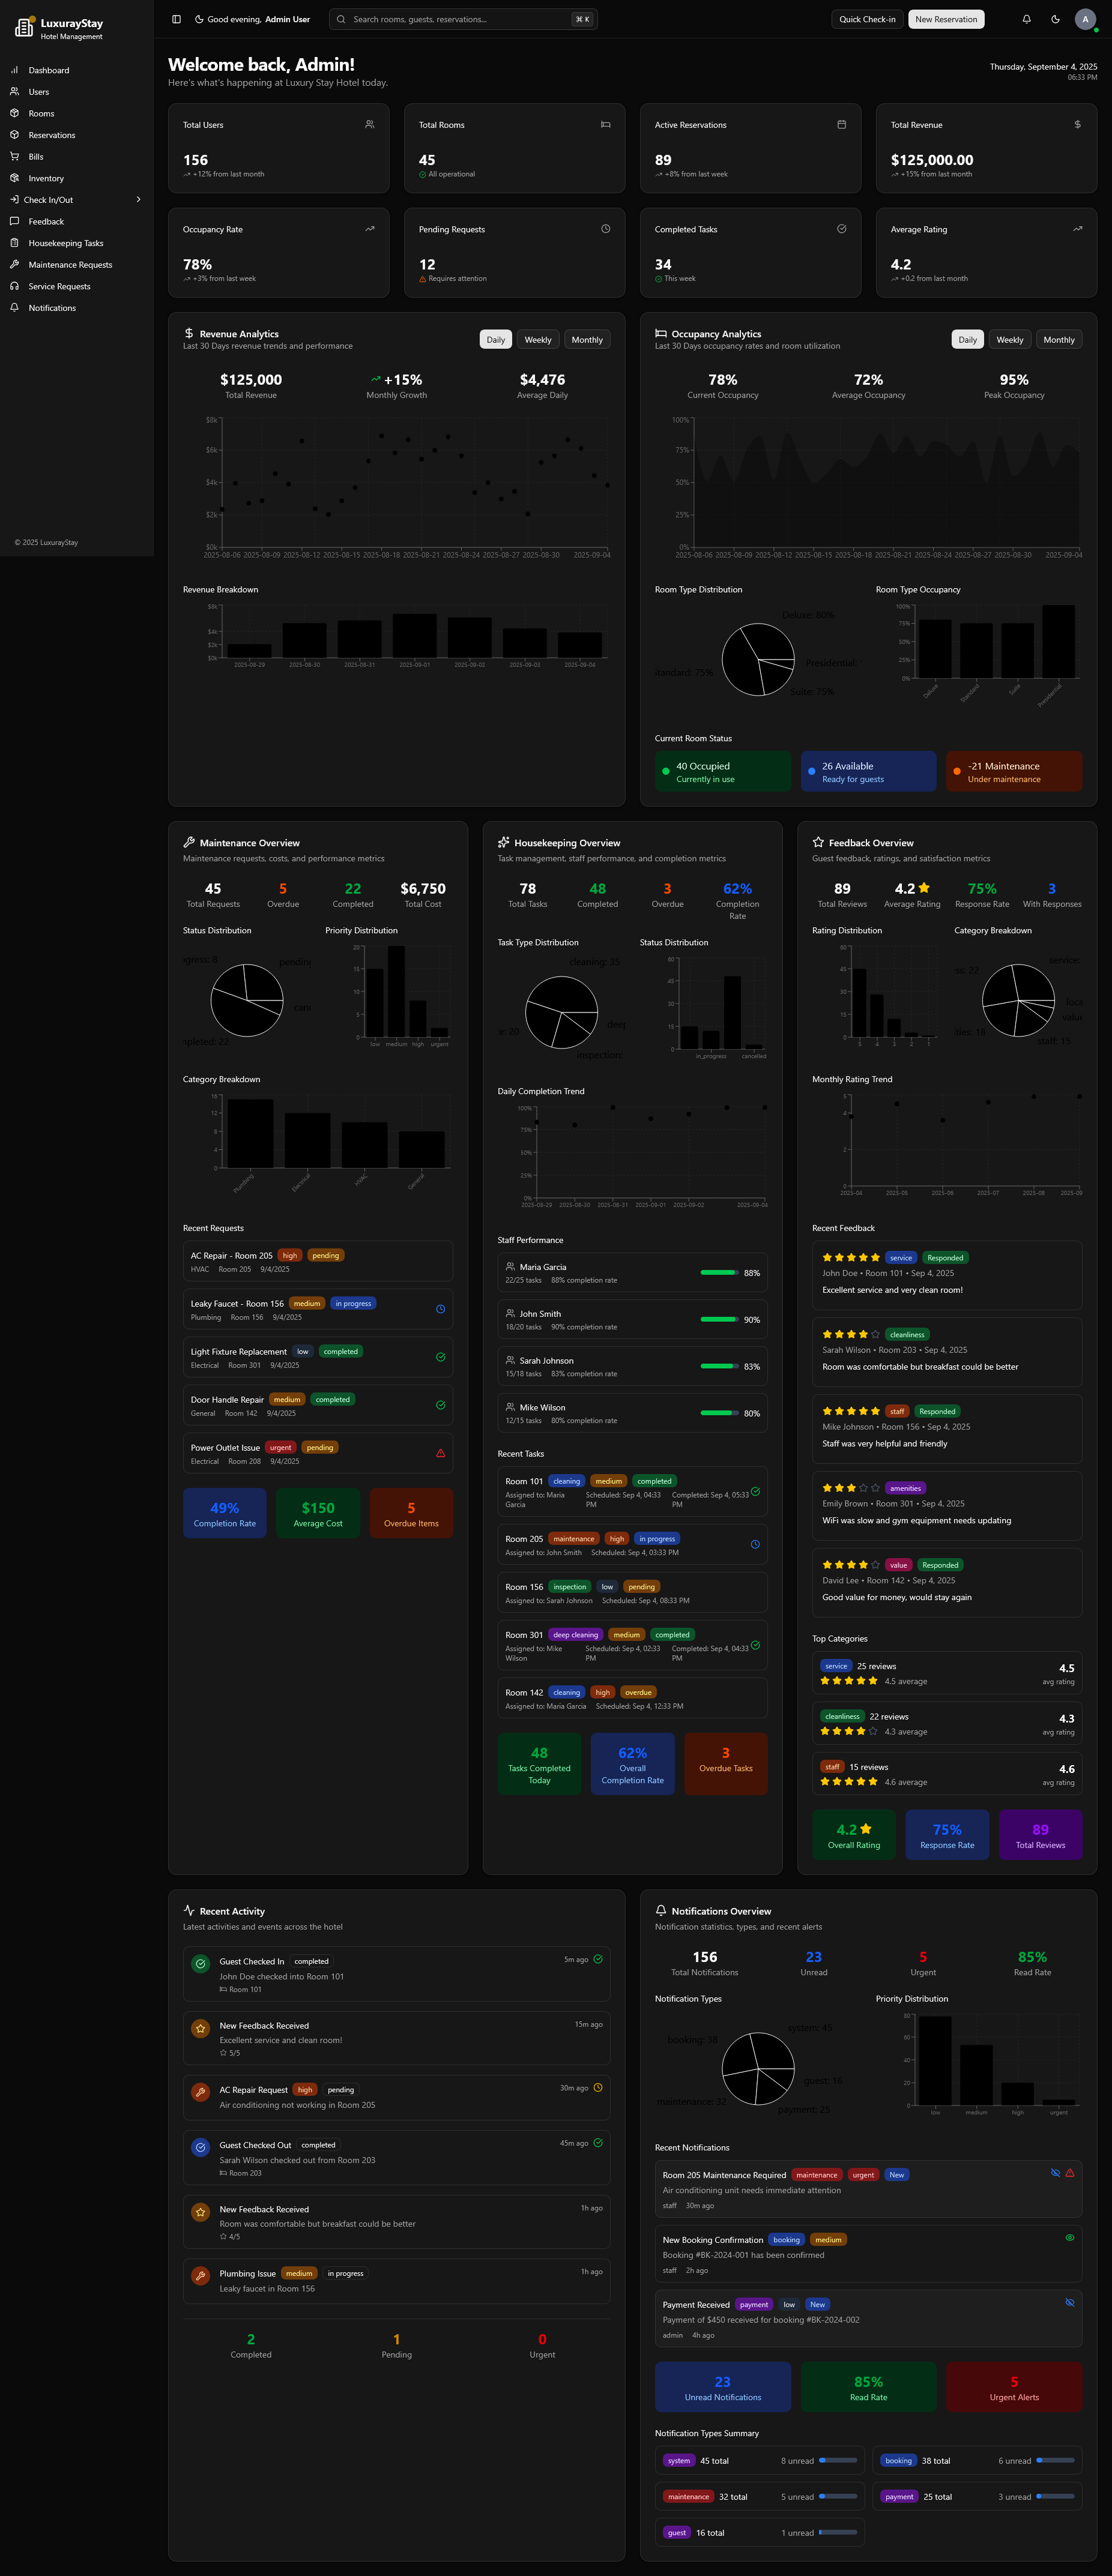 LuxurayStay
Hotel Management
Dashboard
Users
Rooms
Reservations
Bills
Inventory
Check In/Out
Feedback
Housekeeping Tasks
Maintenance Requests
Service Requests
Notifications
© 2025 LuxurayStay
Good evening, Admin User
Search rooms, guests, reservations...
⌘ K
Quick Check-in
New Reservation
A
Welcome back, Admin!
Here's what's happening at Luxury Stay Hotel today.
Thursday, September 4, 2025
06:33 PM
Total Users
156
+12% from last month
Total Rooms
45
All operational
Active Reservations
89
+8% from last week
Total Revenue
$125,000.00
+15% from last month
Occupancy Rate
78%
+3% from last week
Pending Requests
12
Requires attention
Completed Tasks
34
This week
Average Rating
4.2
+0.2 from last month
Revenue Analytics
Last 30 Days revenue trends and performance
Daily Weekly Monthly
$125,000 +15% $4,476
Total Revenue Monthly Growth Average Daily
$8k
$6k
$4k
$2k
$0k
2025-08-06 2025-08-09 2025-08-12 2025-08-15 2025-08-18 2025-08-21 2025-08-24 2025-08-27 2025-08-30 2025-09-04
Revenue Breakdown
$8k
$4k
$2k
$0k
2025-08-29 2025-08-30 2025-08-31 2025-09-01 2025-09-02 2025-09-03 2025-09-04
Occupancy Analytics
Last 30 Days occupancy rates and room utilization
Daily Weekly Monthly
78% 72% 95%
Current Occupancy Average Occupancy Peak Occupancy
100%
75%
50%
25%
0%
2025-08-06 2025-08-09 2025-08-12 2025-08-15 2025-08-18 2025-08-21 2025-08-24 2025-08-27 2025-08-30 2025-09-04
Room Type Distribution
Deluxe: 80%
Presidential:
tandard: 75%
Suite: 75%
Room Type Occupancy
100%
75%
50%
25%
0%
Deluxe Standard Suite Presidential
Current Room Status
40 Occupied
Currently in use
26 Available
Ready for guests
-21 Maintenance
Under maintenance
Maintenance Overview
Maintenance requests, costs, and performance metrics
45 5 22 $6,750
Total Requests Overdue Completed Total Cost
Status Distribution
gress: 8
pendin
canc
pleted: 22
Priority Distribution
20
15
10
5
0
low medium high urgent
Category Breakdown
16
12
8
4
0
Plumbing Electrical HVAC General
Recent Requests
AC Repair - Room 205 high pending
HVAC Room 205 9/4/2025
Leaky Faucet - Room 156 medium in progress
Plumbing Room 156 9/4/2025
Light Fixture Replacement low completed
Electrical Room 301 9/4/2025
Door Handle Repair medium completed
General Room 142 9/4/2025
Power Outlet Issue urgent pending
Electrical Room 208 9/4/2025
49% $150 5
Completion Rate Average Cost Overdue Items
Housekeeping Overview
Task management, staff performance, and completion metrics
78 48 3 62%
Total Tasks Completed Overdue Completion
Rate
Task Type Distribution
cleaning: 35
deep
e: 20
inspection
Status Distribution
60
45
30
15
0
in_progress cancelled
Daily Completion Trend
100%
75%
50%
25%
0%
2025-08-29 2025-08-30 2025-08-31 2025-09-01 2025-09-02 2025-09-04
Staff Performance
Maria Garcia
22/25 tasks 88% completion rate
88%
John Smith
18/20 tasks 90% completion rate
90%
Sarah Johnson
15/18 tasks 83% completion rate
83%
Mike Wilson
12/15 tasks 80% completion rate
80%
Recent Tasks
Room 101 cleaning medium completed
Assigned to: Maria Scheduled: Sep 4, 04:33 Completed: Sep 4, 05:33
Garcia PM PM
Room 205 maintenance high in progress
Assigned to: John Smith Scheduled: Sep 4, 03:33 PM
Room 156 inspection low pending
Assigned to: Sarah Johnson Scheduled: Sep 4, 08:33 PM
Room 301 deep cleaning medium completed
Assigned to: Mike Scheduled: Sep 4, 02:33 Completed: Sep 4, 04:33
Wilson PM PM
Room 142 cleaning high overdue
Assigned to: Maria Garcia Scheduled: Sep 4, 12:33 PM
48 62% 3
Tasks Completed Overall Overdue Tasks
Today Completion Rate
Feedback Overview
Guest feedback, ratings, and satisfaction metrics
89 4.2 75% 3
Total Reviews Average Rating Response Rate With Responses
Rating Distribution
60
45
30
15
0
5 4 3 2 1
Category Breakdown
service:
ss: 22
loca
value
ties: 18
staff: 15
Monthly Rating Trend
5
4
2
0
2025-04 2025-05 2025-06 2025-07 2025-08 2025-09
Recent Feedback
service Responded
John Doe • Room 101 • Sep 4, 2025
Excellent service and very clean room!
cleanliness
Sarah Wilson • Room 203 • Sep 4, 2025
Room was comfortable but breakfast could be better
staff Responded
Mike Johnson • Room 156 • Sep 4, 2025
Staff was very helpful and friendly
amenities
Emily Brown • Room 301 • Sep 4, 2025
WiFi was slow and gym equipment needs updating
value Responded
David Lee • Room 142 • Sep 4, 2025
Good value for money, would stay again
Top Categories
service 25 reviews
4.5 average
4.5
avg rating
cleanliness 22 reviews
4.3 average
4.3
avg rating
staff 15 reviews
4.6 average
4.6
avg rating
4.2 75% 89
Overall Rating Response Rate Total Reviews
Recent Activity
Latest activities and events across the hotel
Guest Checked In completed 5m ago
John Doe checked into Room 101
Room 101
New Feedback Received 15m ago
Excellent service and clean room!
5/5
AC Repair Request high pending 30m ago
Air conditioning not working in Room 205
Guest Checked Out completed 45m ago
Sarah Wilson checked out from Room 203
Room 203
New Feedback Received 1h ago
Room was comfortable but breakfast could be better
4/5
Plumbing Issue medium in progress 1h ago
Leaky faucet in Room 156
2 1 0
Completed Pending Urgent
Notifications Overview
Notification statistics, types, and recent alerts
156 23 5 85%
Total Notifications Unread Urgent Read Rate
Notification Types
system: 45
booking: 38
guest: 16
maintenance: 32
payment: 25
Priority Distribution
80
60
40
20
0
low medium high urgent
Recent Notifications
Room 205 Maintenance Required maintenance urgent New
Air conditioning unit needs immediate attention
staff 30m ago
New Booking Confirmation booking medium
Booking #BK-2024-001 has been confirmed
staff 2h ago
Payment Received payment low New
Payment of $450 received for booking #BK-2024-002
admin 4h ago
23 85% 5
Unread Notifications Read Rate Urgent Alerts
Notification Types Summary
system 45 total 8 unread
booking 38 total 6 unread
maintenance 32 total 5 unread
payment 25 total 3 unread
guest 16 total 1 unread